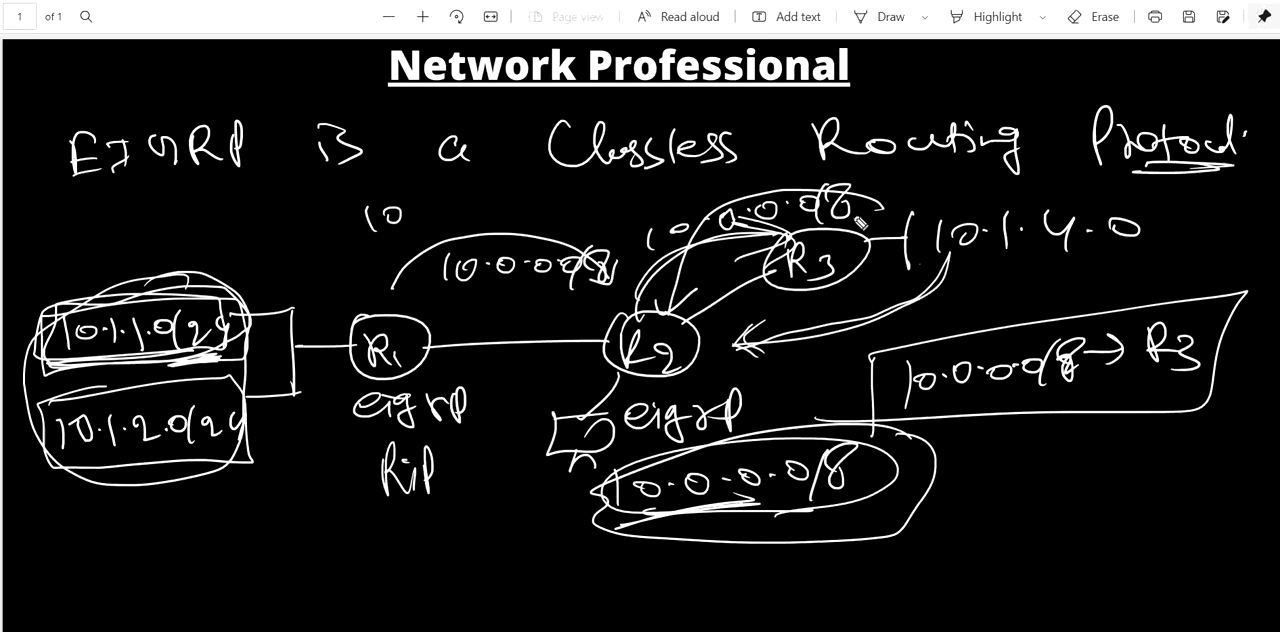 1 of 1 Page view Read aloud Add text Draw Highlight Erase
Network Professional
EIGRP is a Classless Routing Protocol.
10
10.0.0.0/8
10.0.0.0/8
R3
10.1.4.0
10.1.1.0/24
R1
R2
10.0.0.0/8 → R3
10.1.2.0/24
eigrp
eigrp
RIP
10.0.0.0/8